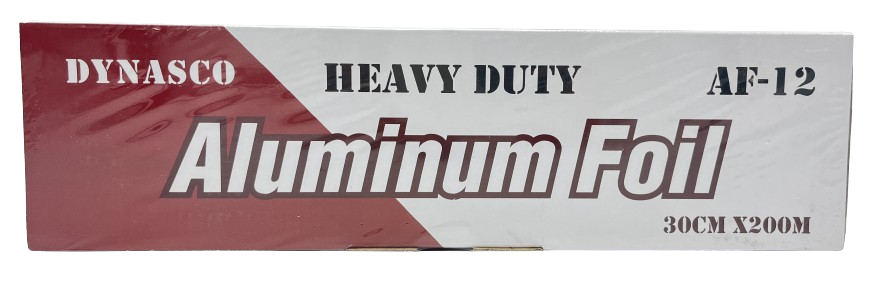 DYNASCO HEAVY DUTY AF-12
Aluminum Foil
30CM X200M